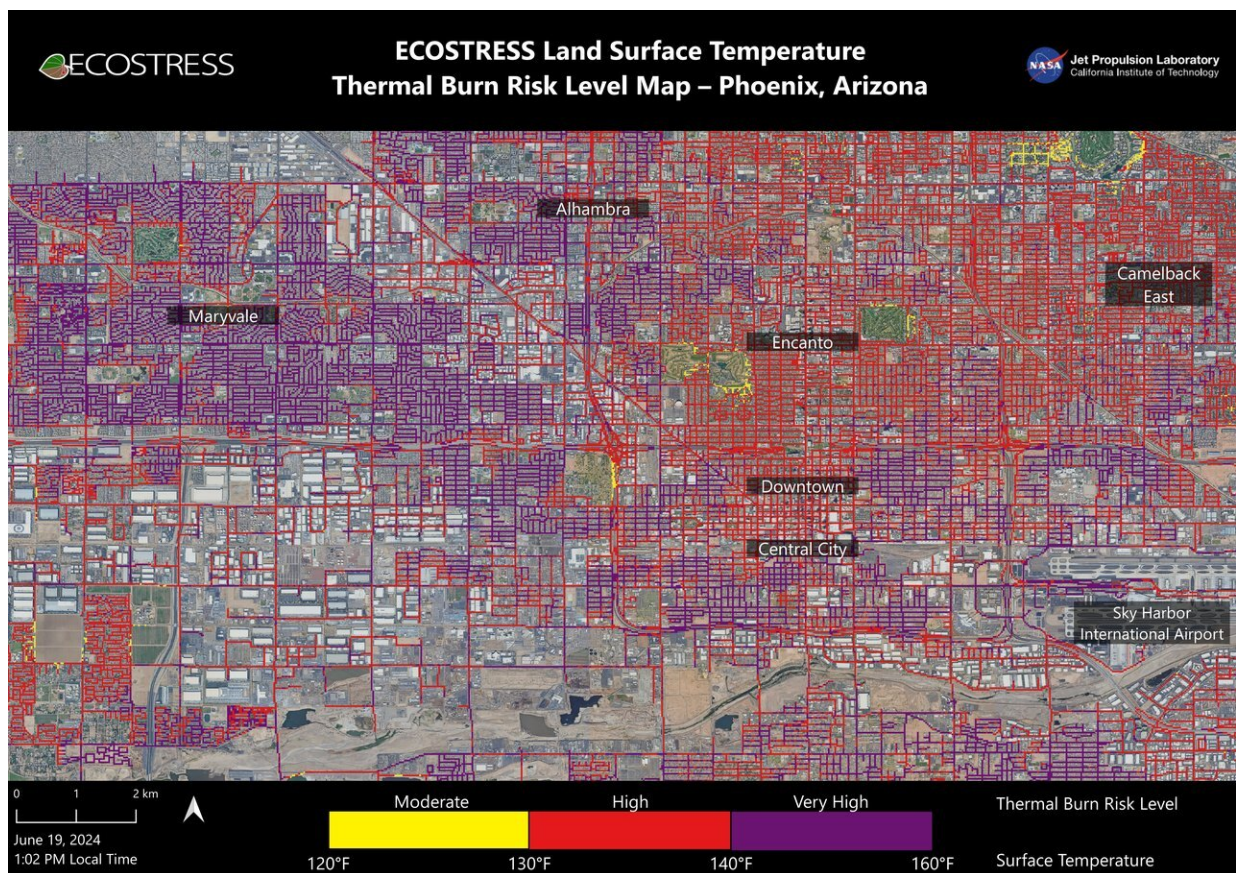 ECOSTRESS
ECOSTRESS Land Surface Temperature
Thermal Burn Risk Level Map – Phoenix, Arizona
NASA
Jet Propulsion Laboratory
California Institute of Technology
Alhambra
Camelback
East
Maryvale
Encanto
Downtown
Central City
Sky Harbor
International Airport
0 1 2 km
June 19, 2024
1:02 PM Local Time
Moderate High Very High
Thermal Burn Risk Level
120°F 130°F 140°F 160°F
Surface Temperature